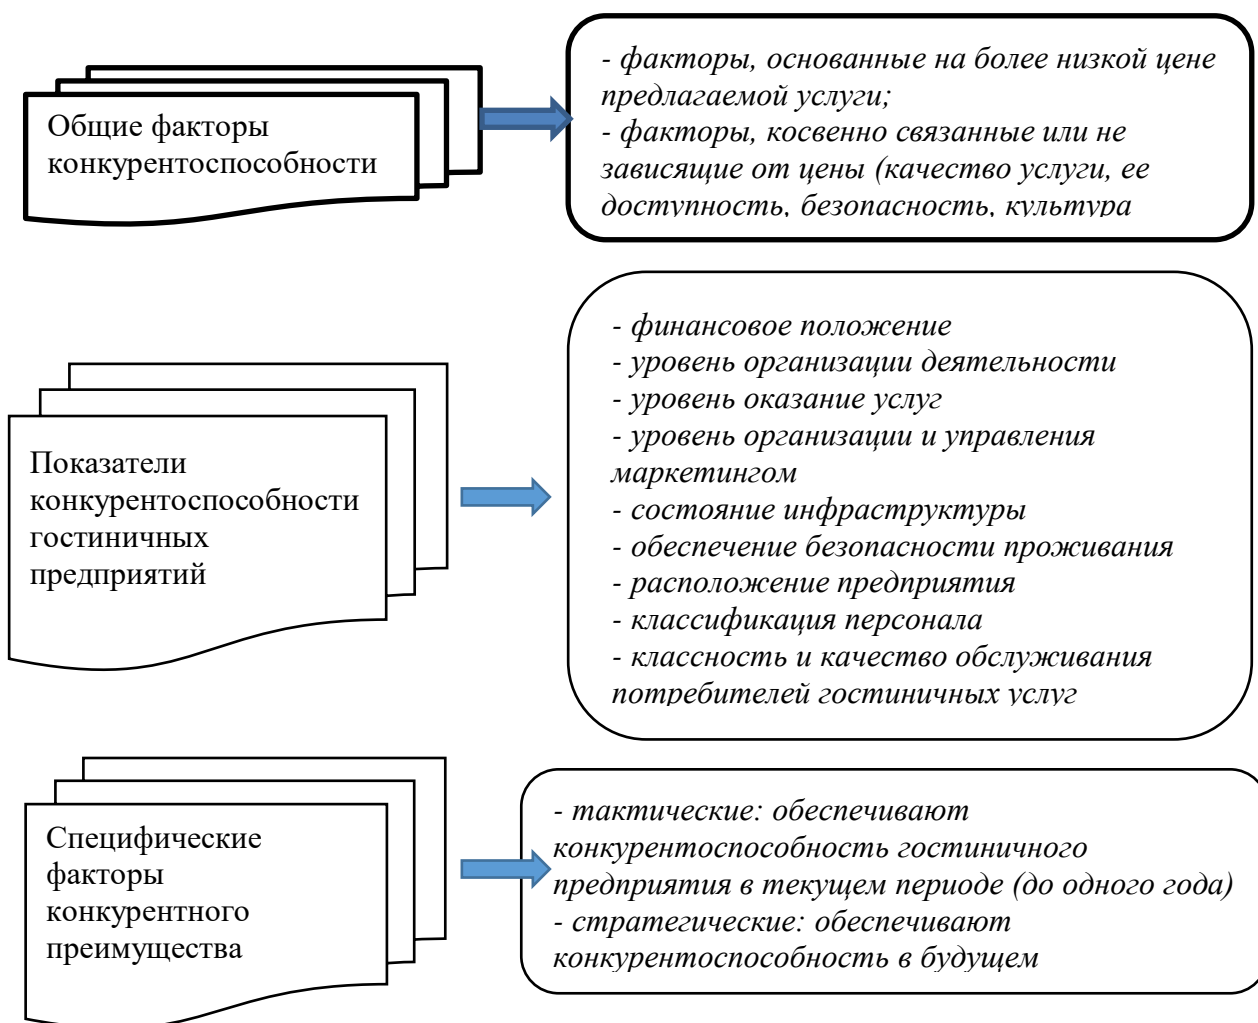 Общие факторы
конкурентоспособности
- факторы, основанные на более низкой цене
предлагаемой услуги;
- факторы, косвенно связанные или не
зависящие от цены (качество услуги, ее
доступность, безопасность, культура
Показатели
конкурентоспособности
гостиничных
предприятий
- финансовое положение
- уровень организации деятельности
- уровень оказание услуг
- уровень организации и управления
маркетингом
- состояние инфраструктуры
- обеспечение безопасности проживания
- расположение предприятия
- классификация персонала
- классность и качество обслуживания
потребителей гостиничных услуг
Специфические
факторы
конкурентного
преимущества
- тактические: обеспечивают
конкурентоспособность гостиничного
предприятия в текущем периоде (до одного года)
- стратегические: обеспечивают
конкурентоспособность в будущем